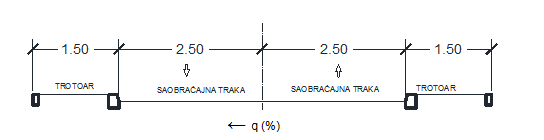 1.50 2.50 2.50 1.50
TROTOAR SAOBRAĆAJNA TRAKA SAOBRAĆAJNA TRAKA TROTOAR
← q (%)